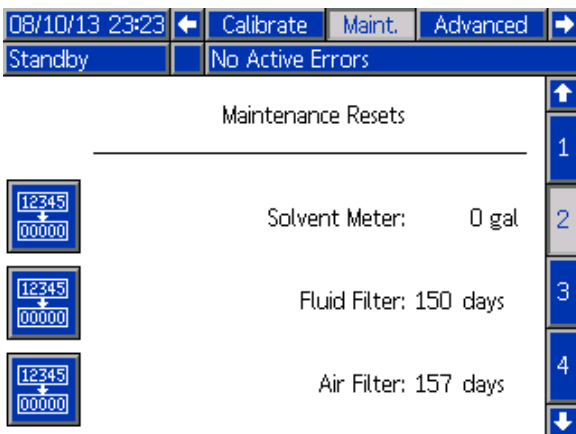 08/10/13 23:23 Calibrate Maint. Advanced
Standby No Active Errors
Maintenance Resets
1
12345
00000
Solvent Meter: 0 gal
2
12345
00000
Fluid Filter: 150 days
3
12345
00000
Air Filter: 157 days
4